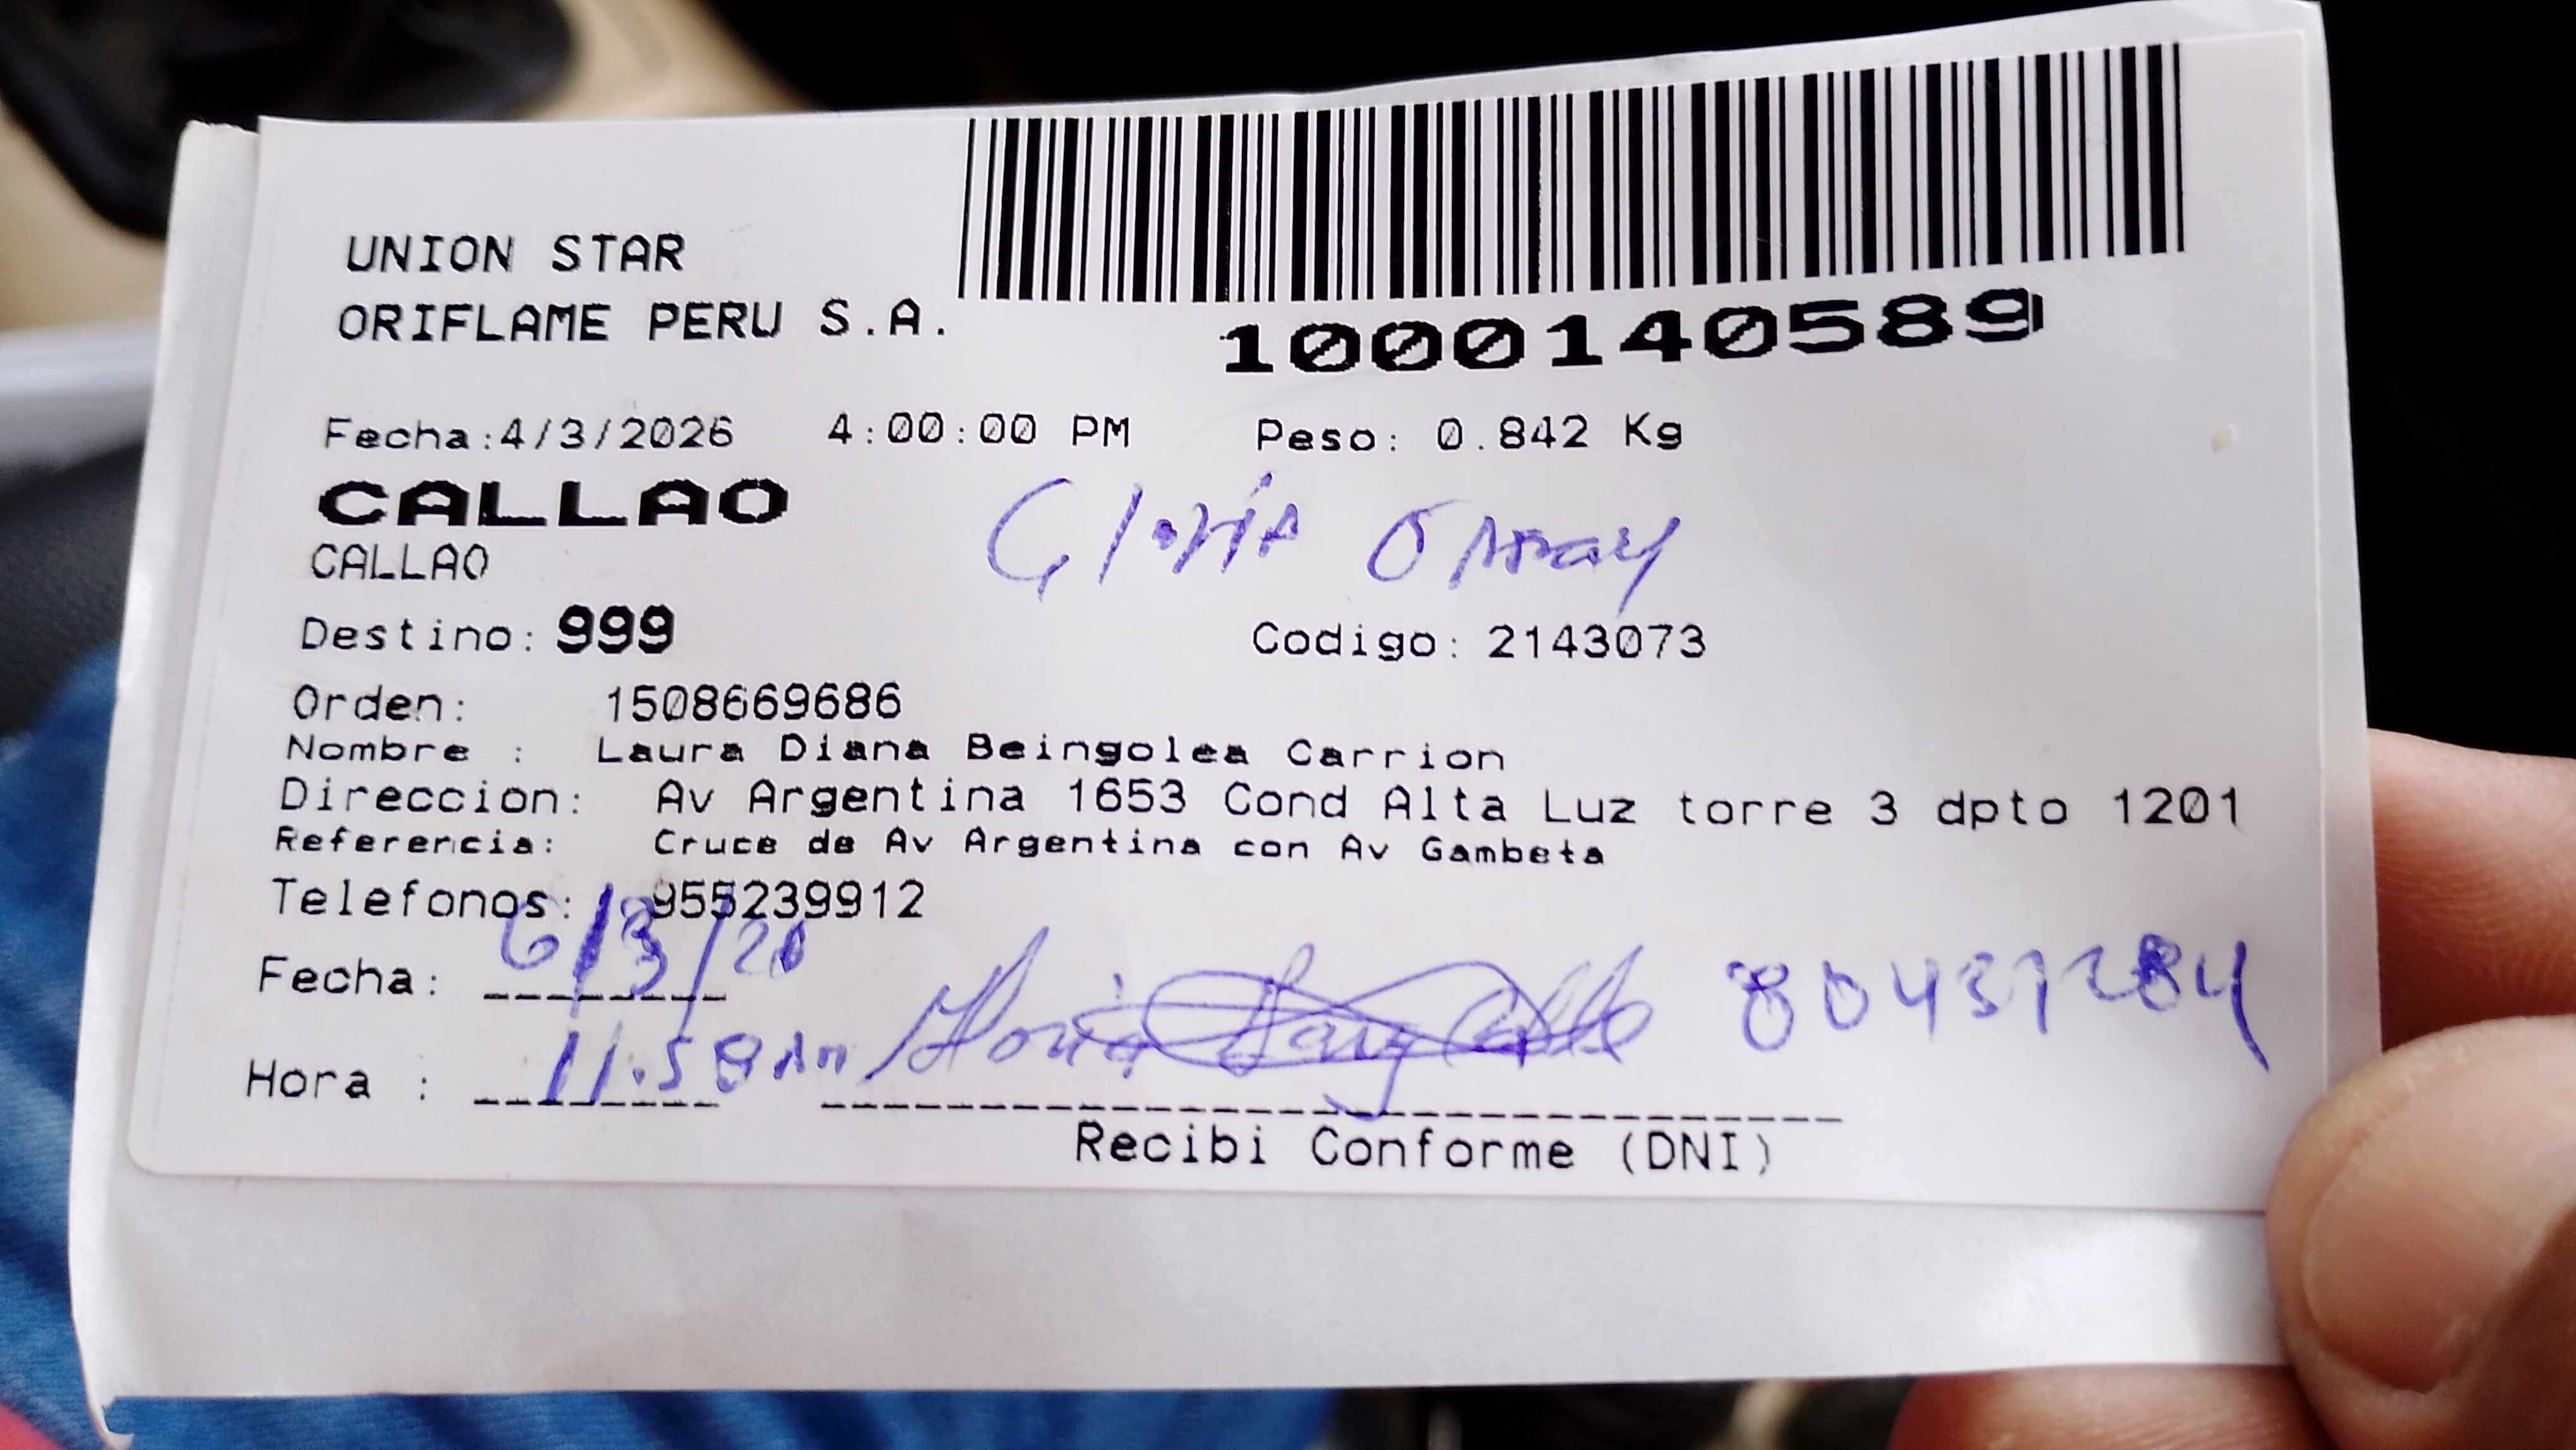 UNION STAR
ORIFLAME PERU S.A.
1000140589
Fecha:4/3/2026 4:00:00 PM Peso: 0.842 Kg
CALLAO
CALLAO
Gloria
Destino: 999 Codigo: 2143073
Orden: 1508669686
Nombre : Laura Diana Beingolea Carrion
Direccion: Av Argentina 1653 Cond Alta Luz torre 3 dpto 1201
Referencia: Cruce de Av Argentina con Av Gambeta
Telefonos: 955239912
Fecha: 6/3/26
Hora : 11.58 AM
Recibi Conforme (DNI)